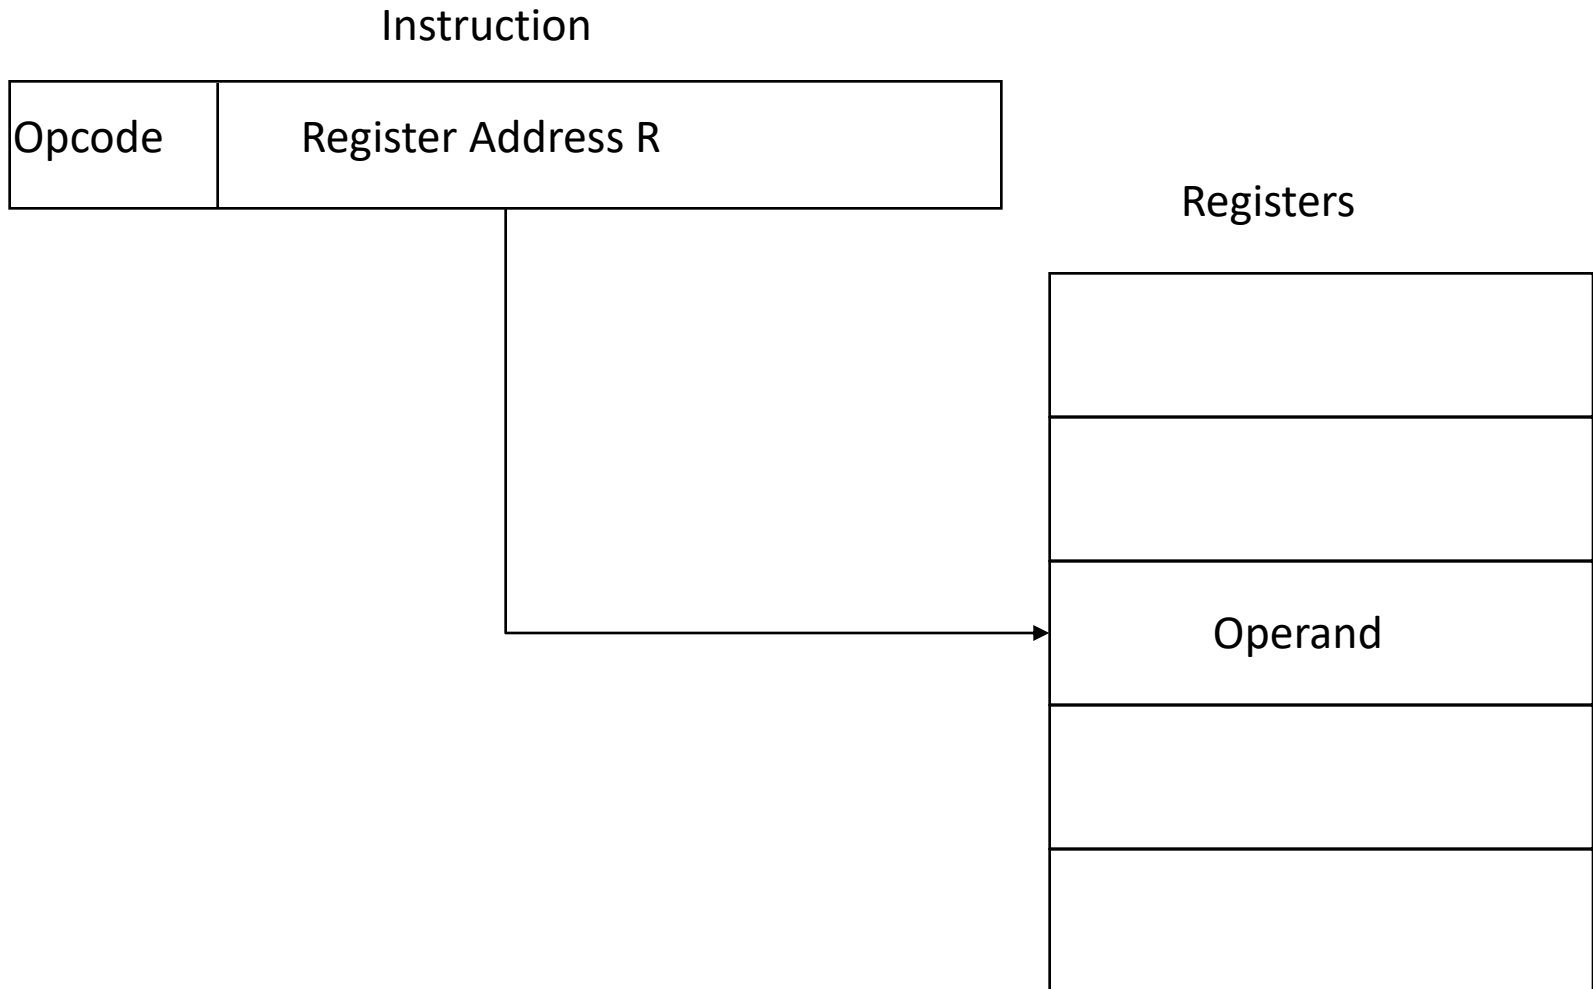 Instruction
Opcode
Register Address R
Registers
Operand